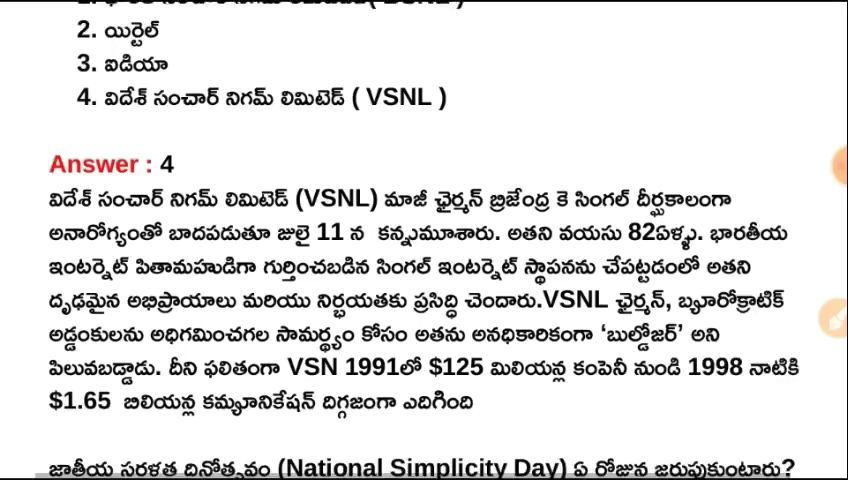 2. యిర్టెల్
3. ఐడియా
4. విదేశ్ సంచార్ నిగమ్ లిమిటెడ్ ( VSNL )
Answer : 4
విదేశ్ సంచార్ నిగమ్ లిమిటెడ్ (VSNL) మాజీ ఛైర్మన్ బ్రిజేంద్ర కె సింగల్ దీర్ఘకాలంగా
అనారోగ్యంతో బాదపడుతూ జులై 11 న కన్నుమూశారు. అతని వయసు 82ఏళ్ళు. భారతీయ
ఇంటర్నెట్ పితామహుడిగా గుర్తించబడిన సింగల్ ఇంటర్నెట్ స్థాపనను చేపట్టడంలో అతని
దృఢమైన అభిప్రాయాలు మరియు నిర్భయతకు ప్రసిద్ధి చెందారు.VSNL ఛైర్మన్, బ్యూరోక్రాటిక్
అడ్డంకులను అధిగమించగల సామర్థ్యం కోసం అతను అనధికారికంగా ‘బుల్డోజర్’ అని
పిలువబడ్డాడు. దీని ఫలితంగా VSN 1991లో $125 మిలియన్ల కంపెనీ నుండి 1998 నాటికి
$1.65 బిలియన్ల కమ్యూనికేషన్ దిగ్గజంగా ఎదిగింది
జాతీయ సరళత దినోత్సవం (National Simplicity Day) ఏ రోజున జరుపుకుంటారు?